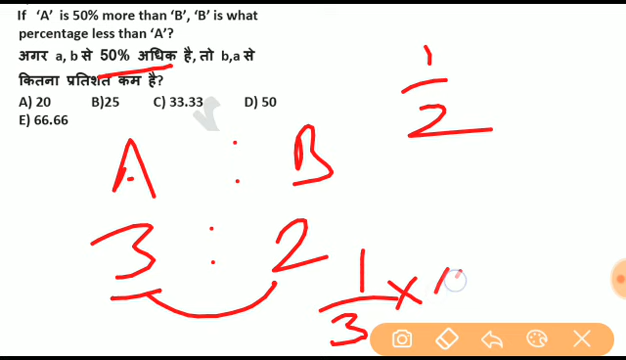 If ‘A’ is 50% more than ‘B’, ‘B’ is what
percentage less than ‘A’?
अगर a, b से 50% अधिक है, तो b,a से
कितना प्रतिशत कम है?
A) 20 B)25 C) 33.33 D) 50
E) 66.66
1
2
A : B
3 : 2
1
3
×